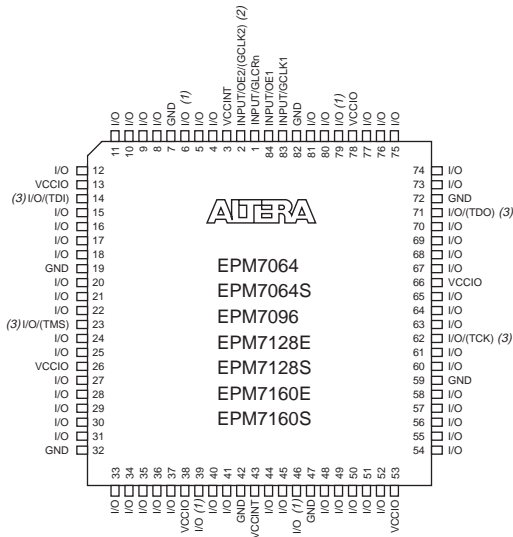 I/O I/O I/O I/O GND I/O (1) I/O I/O VCCINT INPUT/OE2/(GCLK2) (2) INPUT/GLCRn INPUT/OE1 INPUT/GCLK1 GND I/O I/O I/O (1) VCCIO I/O I/O I/O
11 10 9 8 7 6 5 4 3 2 1 84 83 82 81 80 79 78 77 76 75
I/O 12 74 I/O
VCCIO 13 73 I/O
(3) I/O/(TDI) 14 72 GND
I/O 15 71 I/O/(TDO) (3)
I/O 16 70 I/O
I/O 17 69 I/O
I/O 18 68 I/O
GND 19 67 I/O
I/O 20 66 VCCIO
I/O 21 65 I/O
I/O 22 64 I/O
(3) I/O/(TMS) 23 63 I/O
I/O 24 62 I/O/(TCK) (3)
I/O 25 61 I/O
VCCIO 26 60 I/O
I/O 27 59 GND
I/O 28 58 I/O
I/O 29 57 I/O
I/O 30 56 I/O
I/O 31 55 I/O
GND 32 54 I/O
ALTERA
EPM7064
EPM7064S
EPM7096
EPM7128E
EPM7128S
EPM7160E
EPM7160S
33 34 35 36 37 38 39 40 41 42 43 44 45 46 47 48 49 50 51 52 53
I/O I/O I/O I/O I/O VCCIO I/O (1) I/O I/O GND VCCINT I/O I/O I/O (1) GND I/O I/O I/O I/O I/O VCCIO